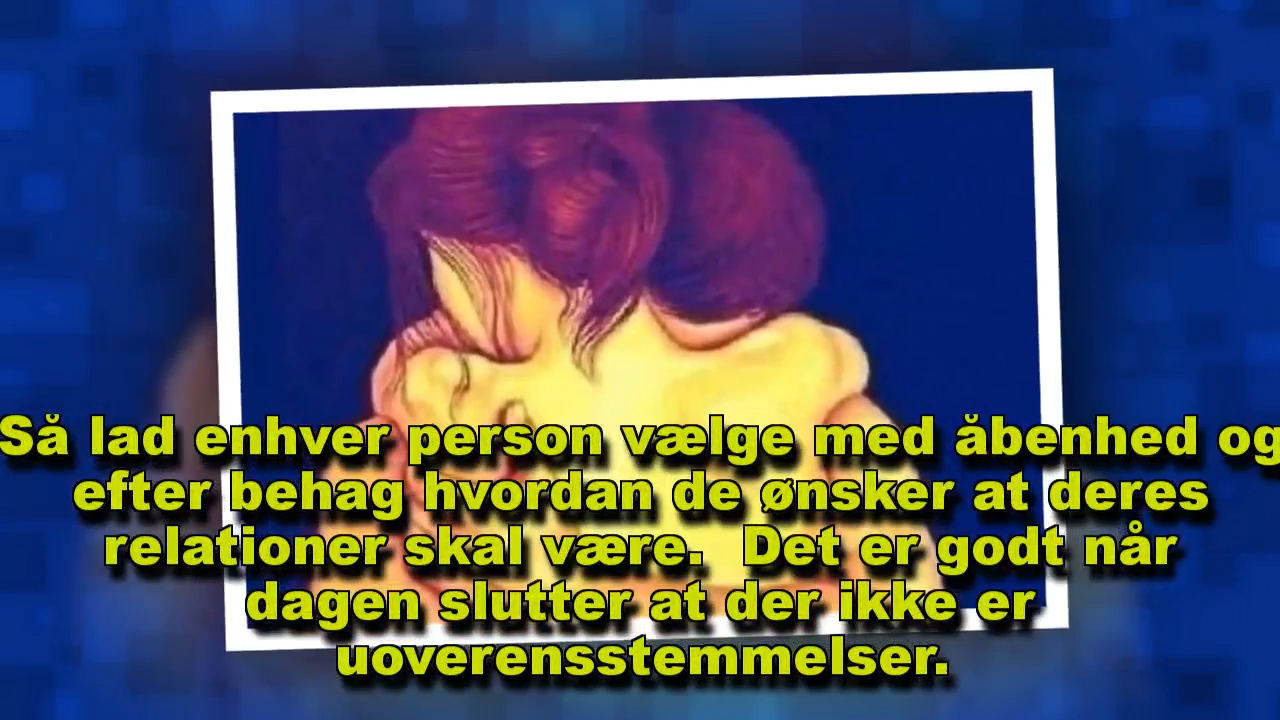 Så lad enhver person vælge med åbenhed og
efter behag hvordan de ønsker at deres
relationer skal være.  Det er godt når
dagen slutter at der ikke er
uoverensstemmelser.